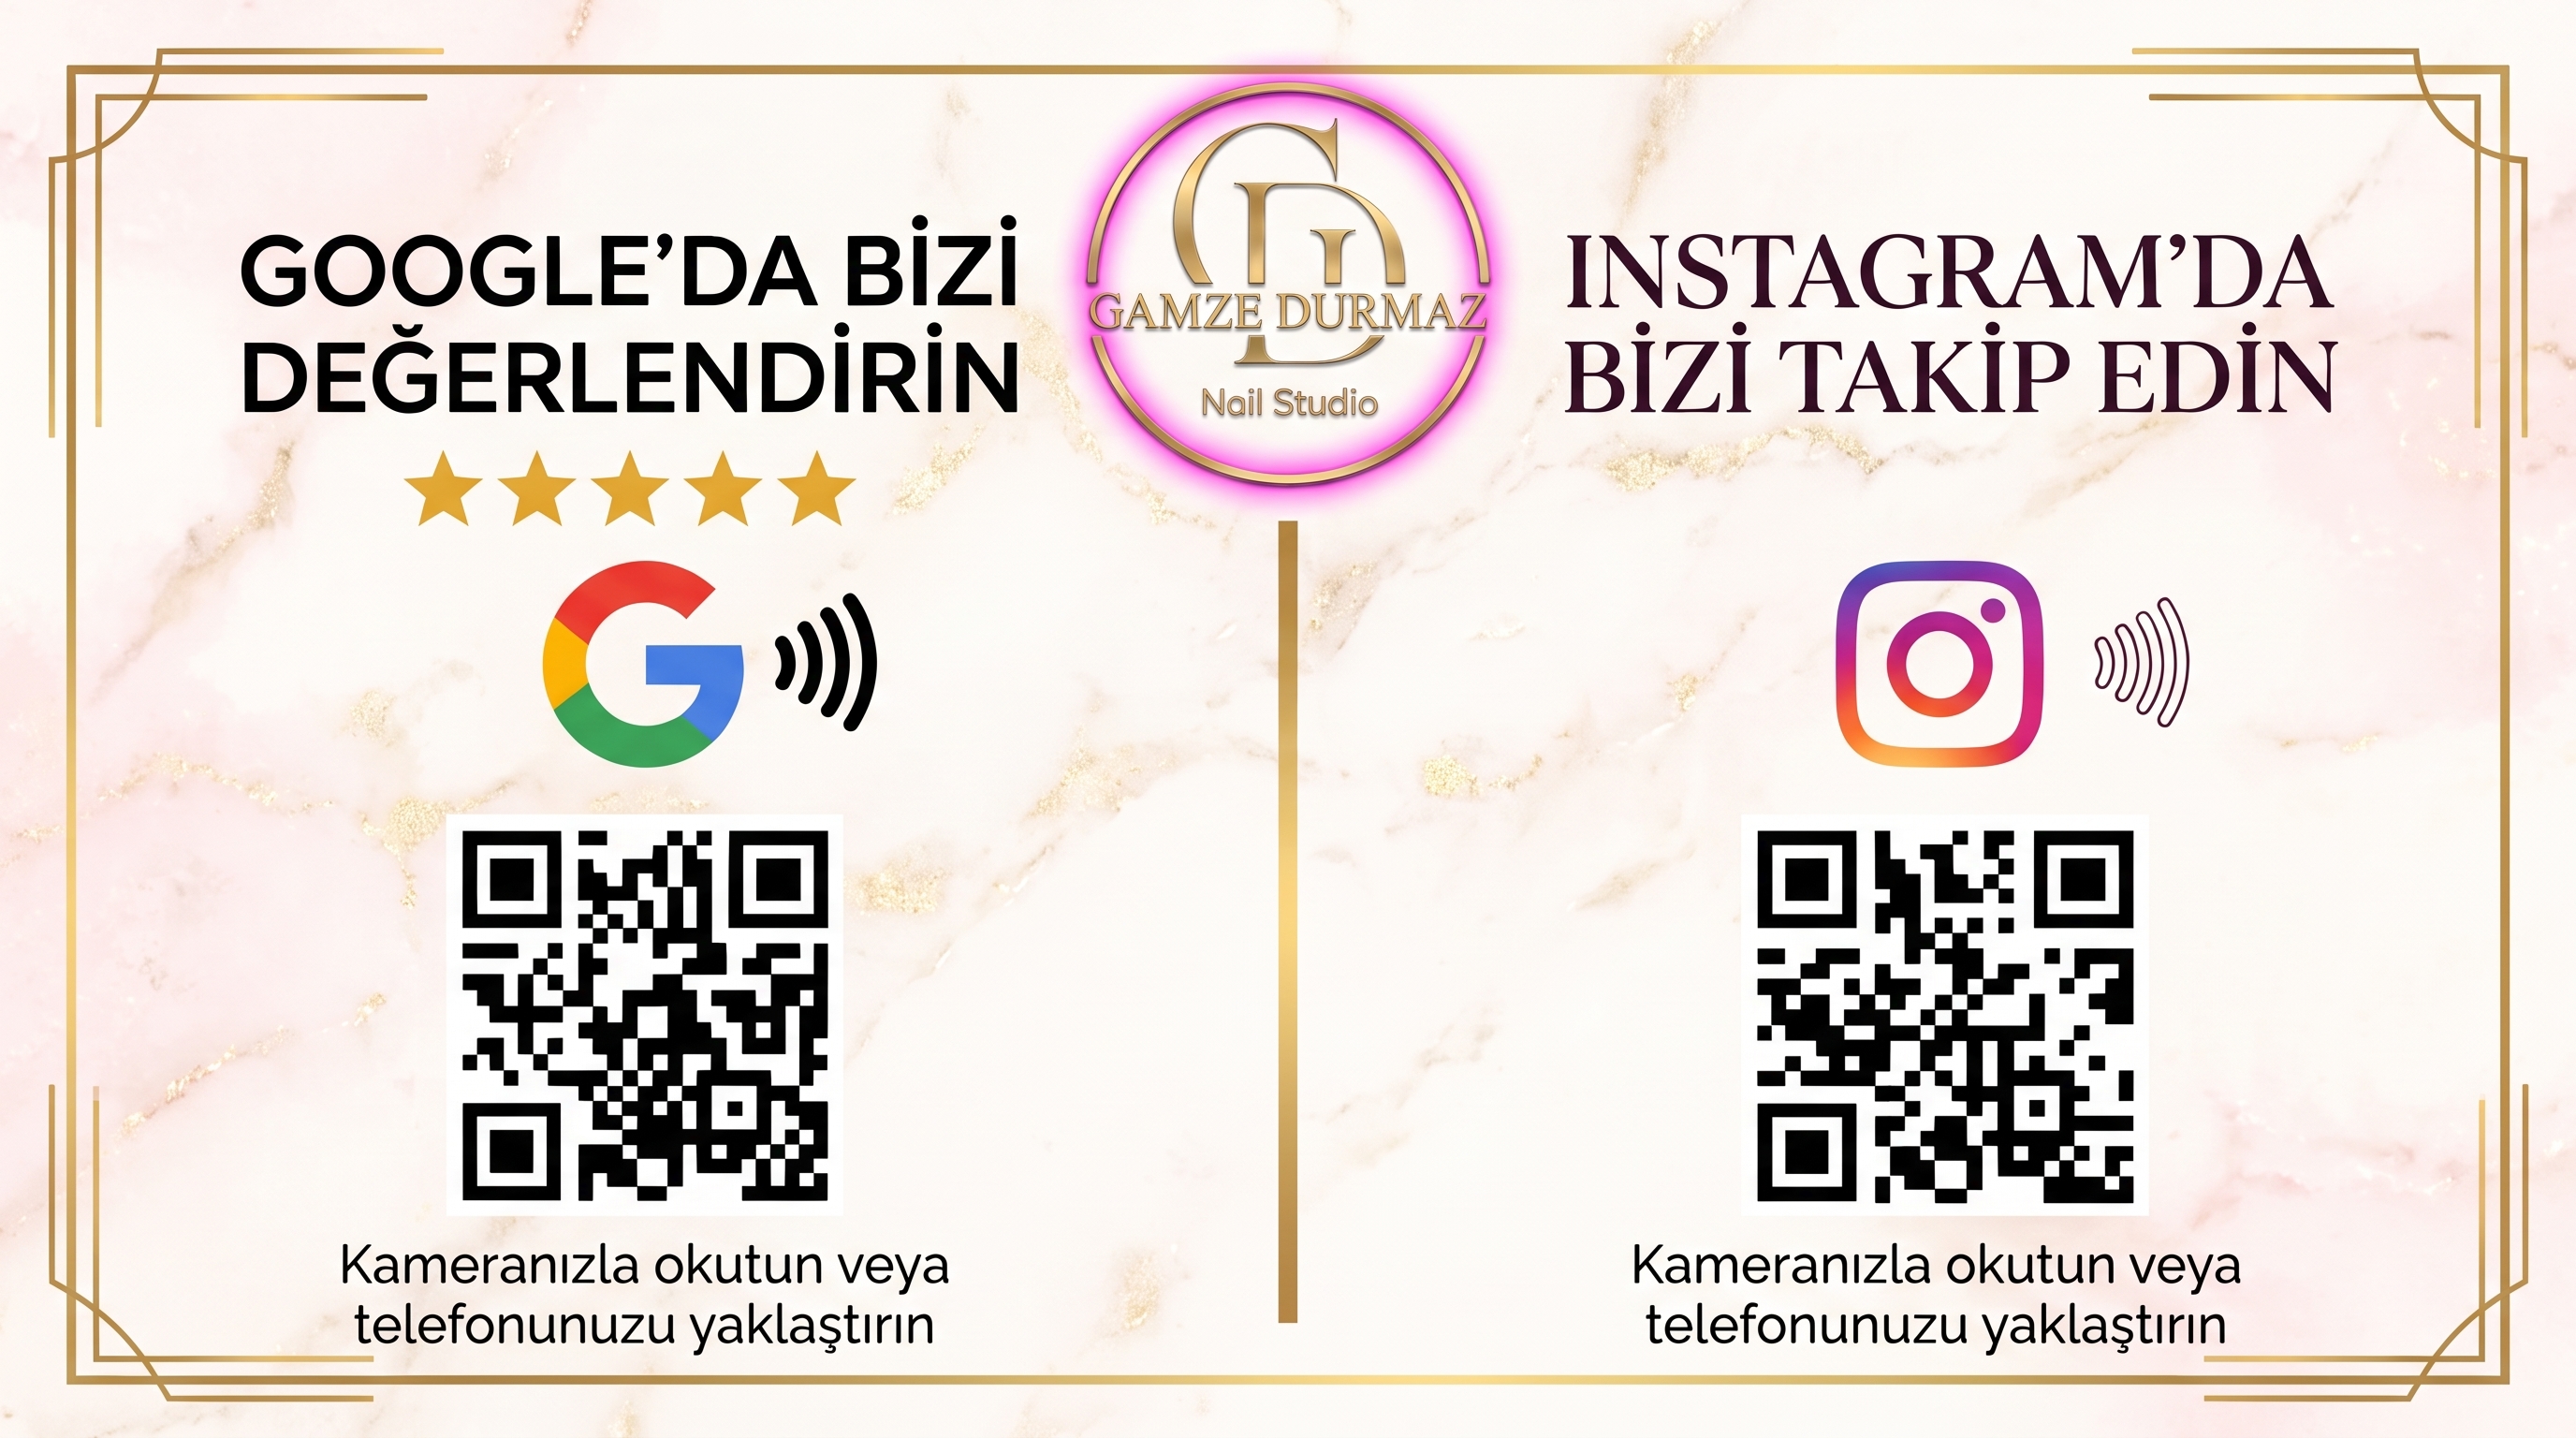 GOOGLE’DA BİZİ
DEĞERLENDİRİN
GD
GAMZE DURMAZ
Nail Studio
INSTAGRAM’DA
BİZİ TAKİP EDİN
Kameranızla okutun veya
telefonunuzu yaklaştırın
Kameranızla okutun veya
telefonunuzu yaklaştırın